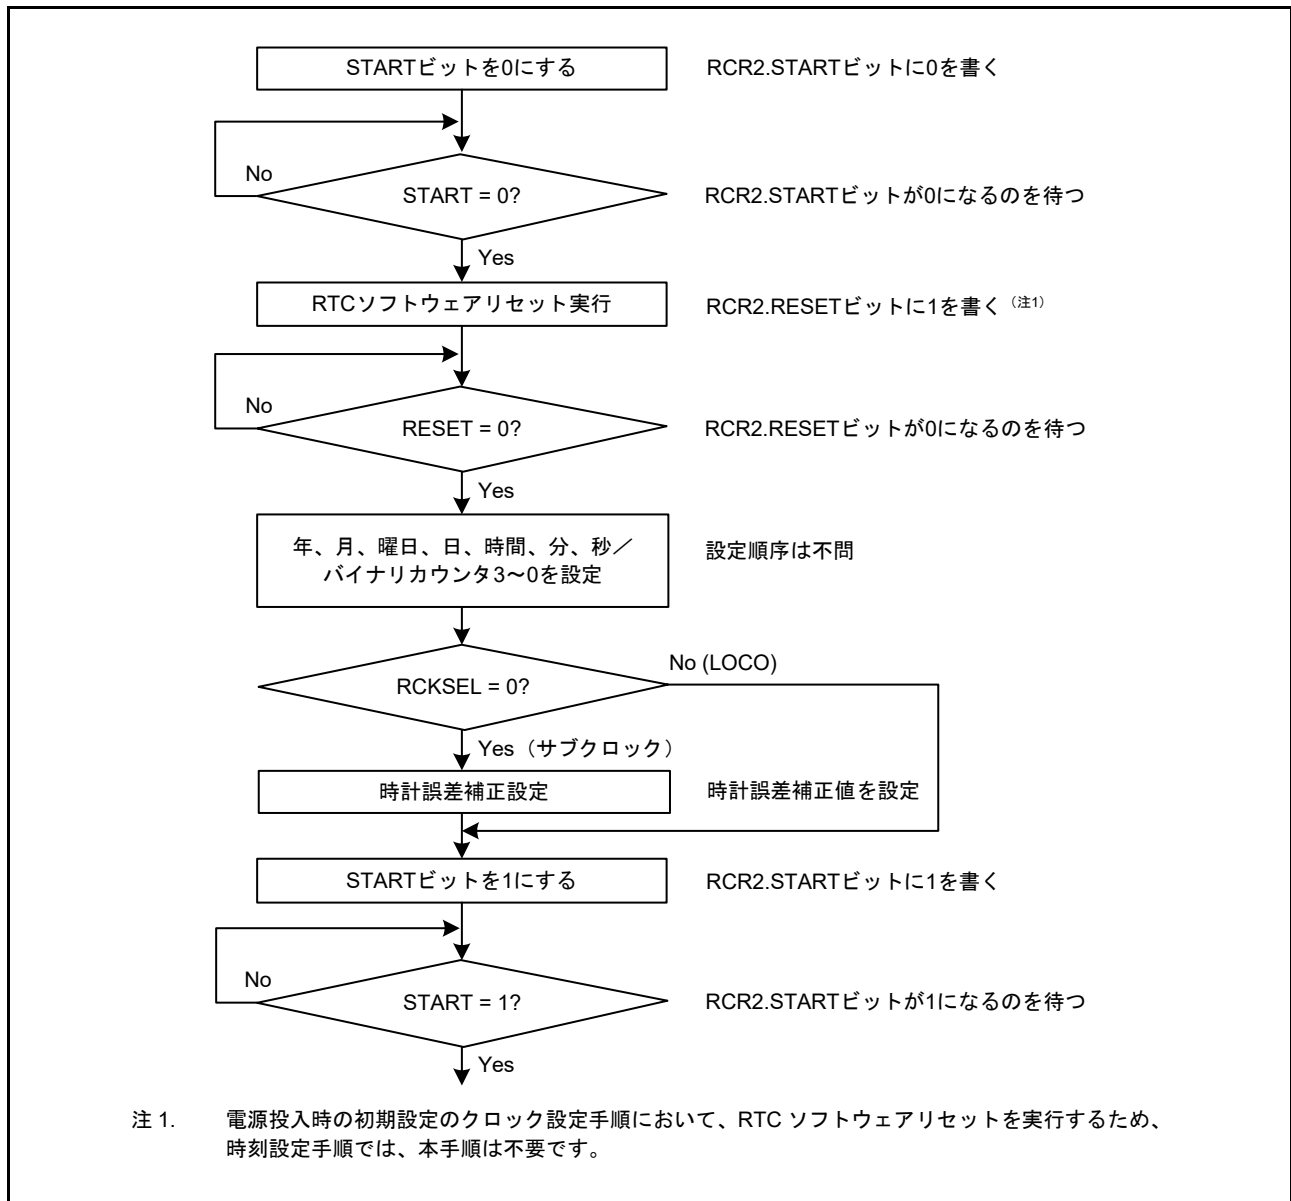 STARTビットを0にする
RCR2.STARTビットに0を書く
No
START = 0?
RCR2.STARTビットが0になるのを待つ
Yes
RTCソフトウェアリセット実行
RCR2.RESETビットに1を書く（注1）
No
RESET = 0?
RCR2.RESETビットが0になるのを待つ
Yes
年、月、曜日、日、時間、分、秒／
バイナリカウンタ3～0を設定
設定順序は不問
No (LOCO)
RCKSEL = 0?
Yes（サブクロック）
時計誤差補正設定
時計誤差補正値を設定
STARTビットを1にする
RCR2.STARTビットに1を書く
No
START = 1?
RCR2.STARTビットが1になるのを待つ
Yes
注 1. 電源投入時の初期設定のクロック設定手順において、RTC ソフトウェアリセットを実行するため、
時刻設定手順では、本手順は不要です。